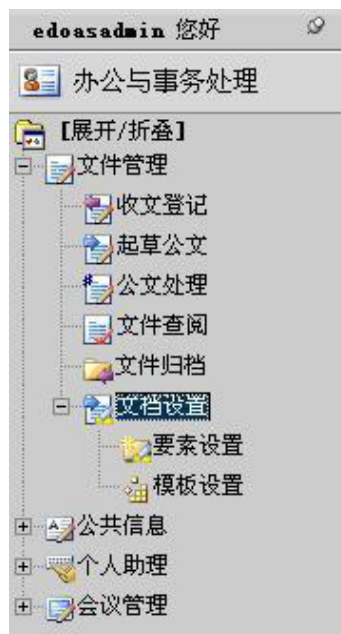 edoasadmin 您好
办公与事务处理
【展开/折叠】
文件管理
收文登记
起草公文
公文处理
文件查阅
文件归档
文档设置
要素设置
模板设置
公共信息
个人助理
会议管理